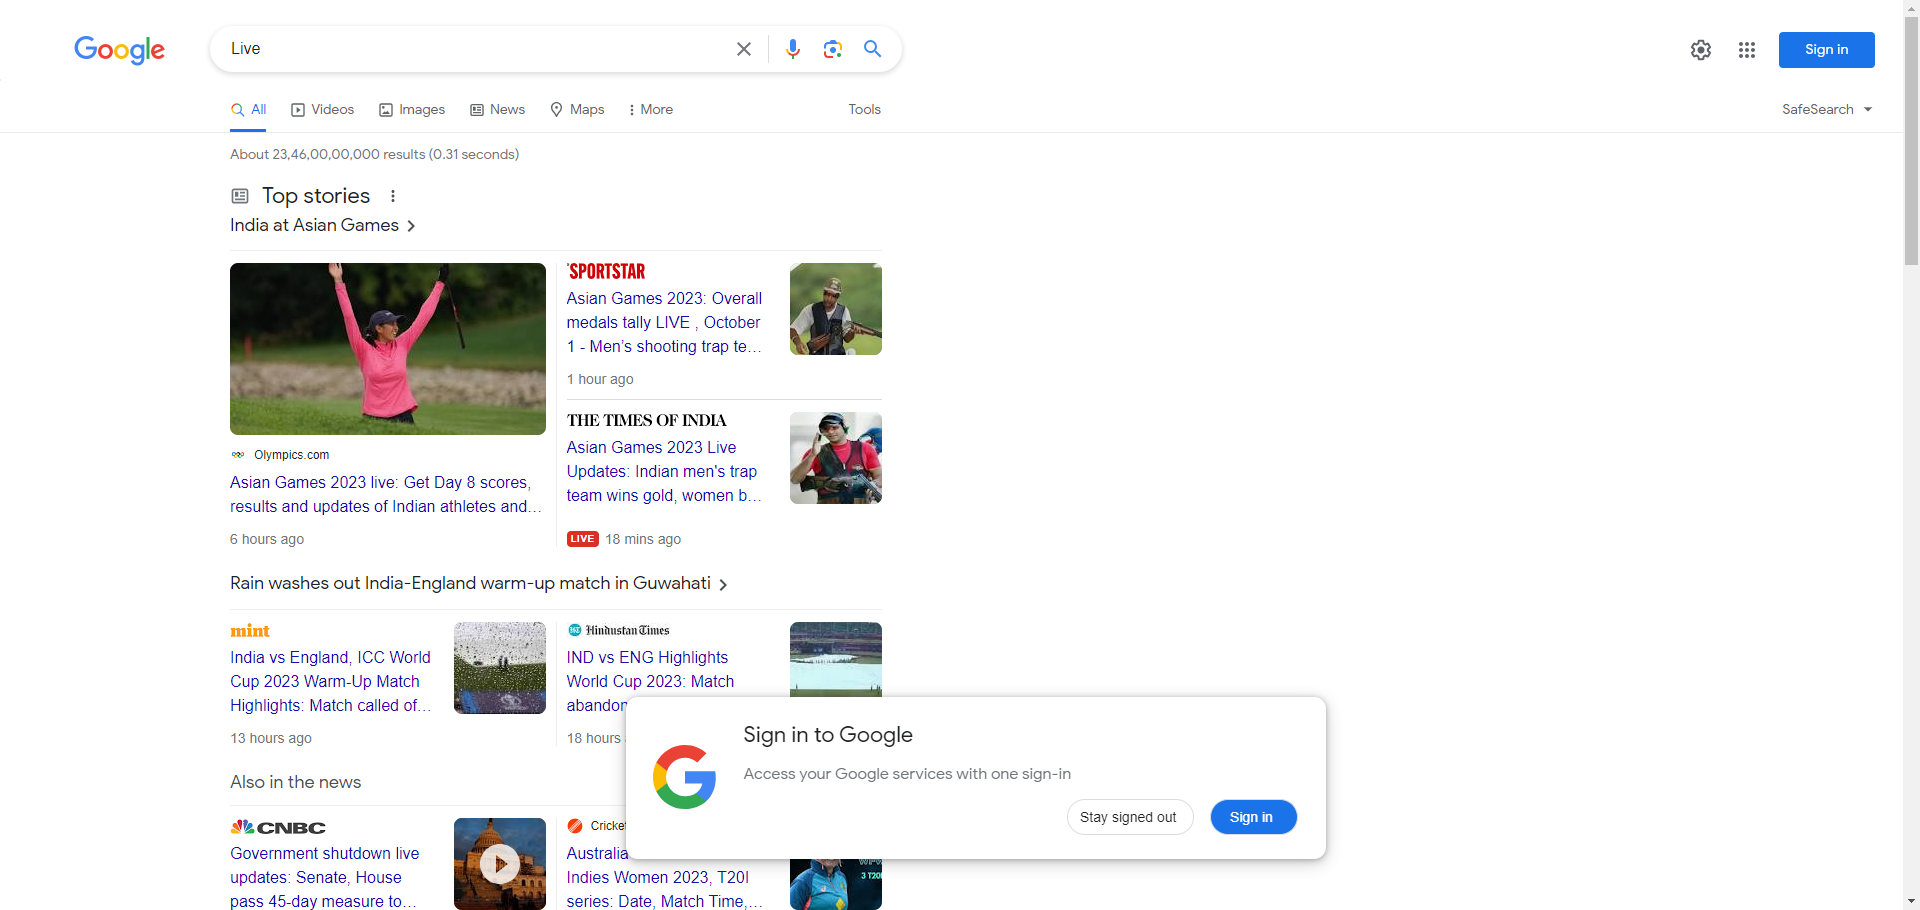 Google
Live
Sign in
All
Videos
Images
News
Maps
More
Tools
SafeSearch
About 23,46,00,00,000 results (0.31 seconds)
Top stories
India at Asian Games
Olympics.com
Asian Games 2023 live: Get Day 8 scores,
results and updates of Indian athletes and...
6 hours ago
SPORTSTAR
Asian Games 2023: Overall
medals tally LIVE , October
1 - Men's shooting trap te...
1 hour ago
THE TIMES OF INDIA
Asian Games 2023 Live
Updates: Indian men's trap
team wins gold, women b...
LIVE 18 mins ago
Rain washes out India-England warm-up match in Guwahati
mint
India vs England, ICC World
Cup 2023 Warm-Up Match
Highlights: Match called of...
13 hours ago
HT Hindustan Times
IND vs ENG Highlights
World Cup 2023: Match
abandon
18 hours
Also in the news
CNBC
Government shutdown live
updates: Senate, House
pass 45-day measure to...
Cricket
Australia
Indies Women 2023, T20I
series: Date, Match Time,...
3 T20I
Sign in to Google
Access your Google services with one sign-in
Stay signed out
Sign in